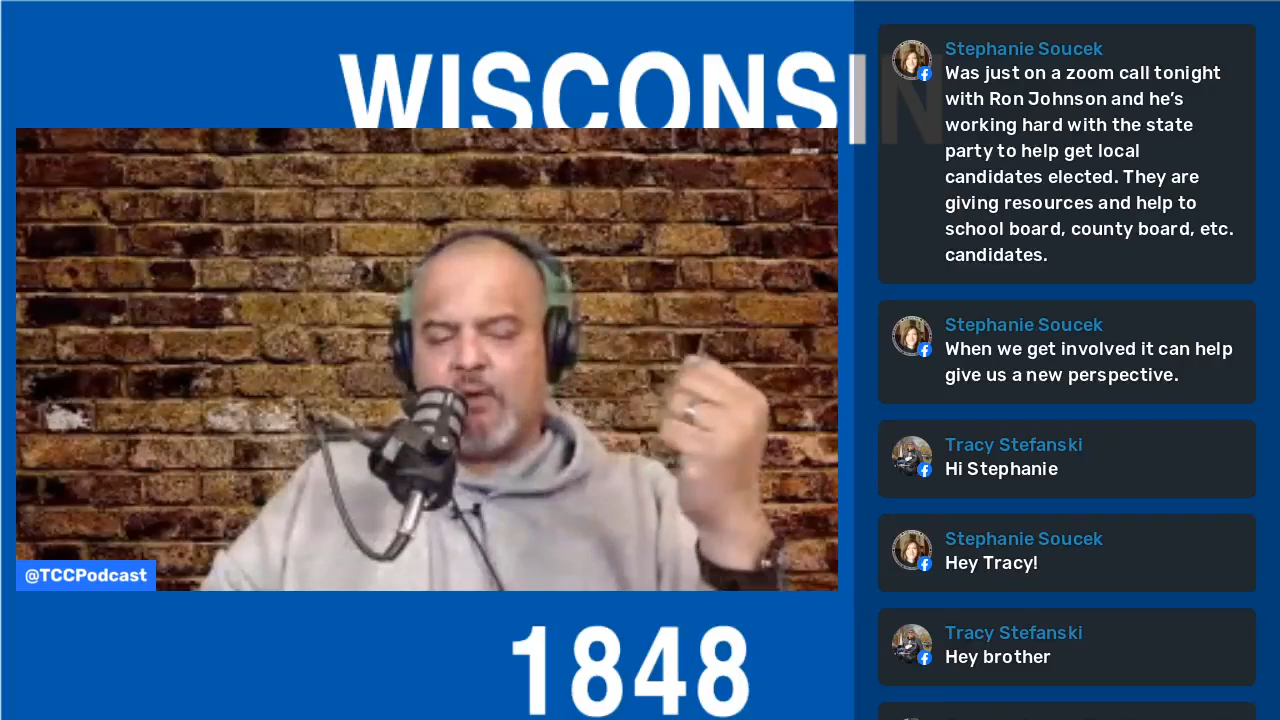 WISCONSIN
@TCCPodcast
1848
Stephanie Soucek
Was just on a zoom call tonight
with Ron Johnson and he’s
working hard with the state
party to help get local
candidates elected. They are
giving resources and help to
school board, county board, etc.
candidates.
Stephanie Soucek
When we get involved it can help
give us a new perspective.
Tracy Stefanski
Hi Stephanie
Stephanie Soucek
Hey Tracy!
Tracy Stefanski
Hey brother